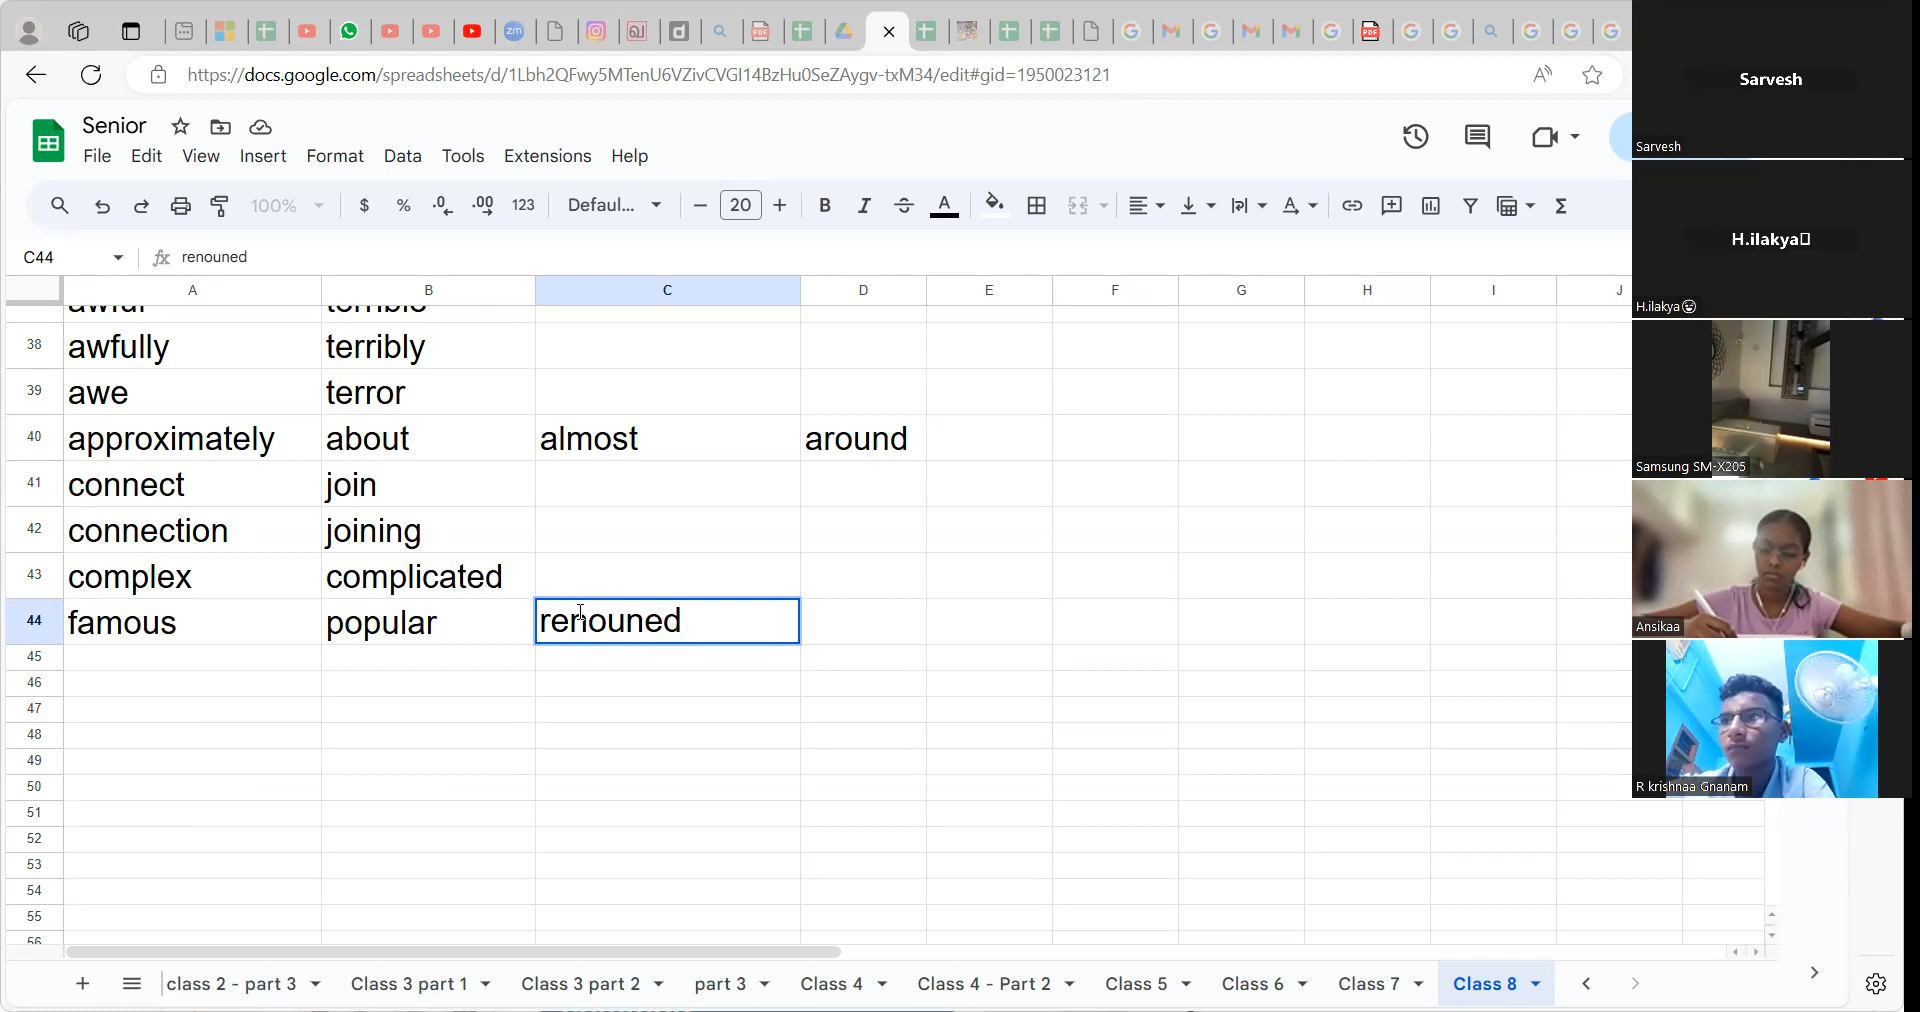 https://docs.google.com/spreadsheets/d/1Lbh2QFwy5MTenU6VZivCVGI14BzHu0SeZAygv-txM34/edit#gid=1950023121
Senior
File Edit View Insert Format Data Tools Extensions Help
100% $ % .0 .00 123 Defaul... 20 B I A
C44 fx renouned
A B C D E F G H I J
38 awfully terribly
39 awe terror
40 approximately about almost around
41 connect join
42 connection joining
43 complex complicated
44 famous popular renouned
45
46
47
48
49
50
51
52
53
54
55
56
class 2 - part 3 Class 3 part 1 Class 3 part 2 part 3 Class 4 Class 4 - Part 2 Class 5 Class 6 Class 7 Class 8
Sarvesh
Sarvesh
H.ilakya
H.ilakya😀
Samsung SM-X205
Ansikaa
R krishnaa Gnanam